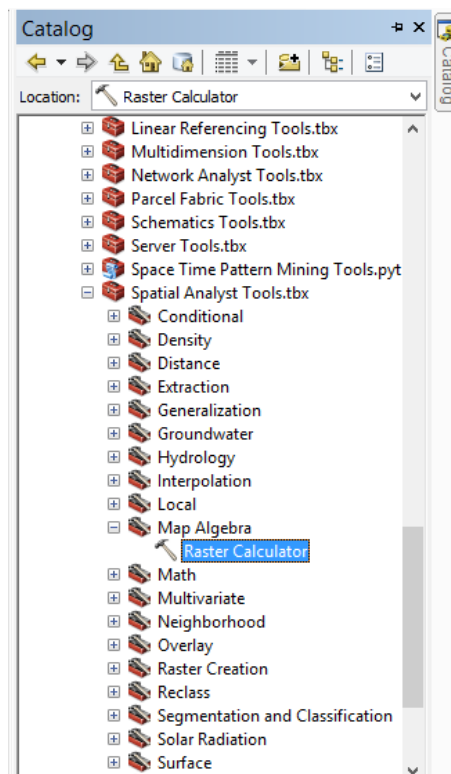 Catalog
Location: Raster Calculator
Linear Referencing Tools.tbx
Multidimension Tools.tbx
Network Analyst Tools.tbx
Parcel Fabric Tools.tbx
Schematics Tools.tbx
Server Tools.tbx
Space Time Pattern Mining Tools.pyt
Spatial Analyst Tools.tbx
Conditional
Density
Distance
Extraction
Generalization
Groundwater
Hydrology
Interpolation
Local
Map Algebra
Raster Calculator
Math
Multivariate
Neighborhood
Overlay
Raster Creation
Reclass
Segmentation and Classification
Solar Radiation
Surface
Catalog